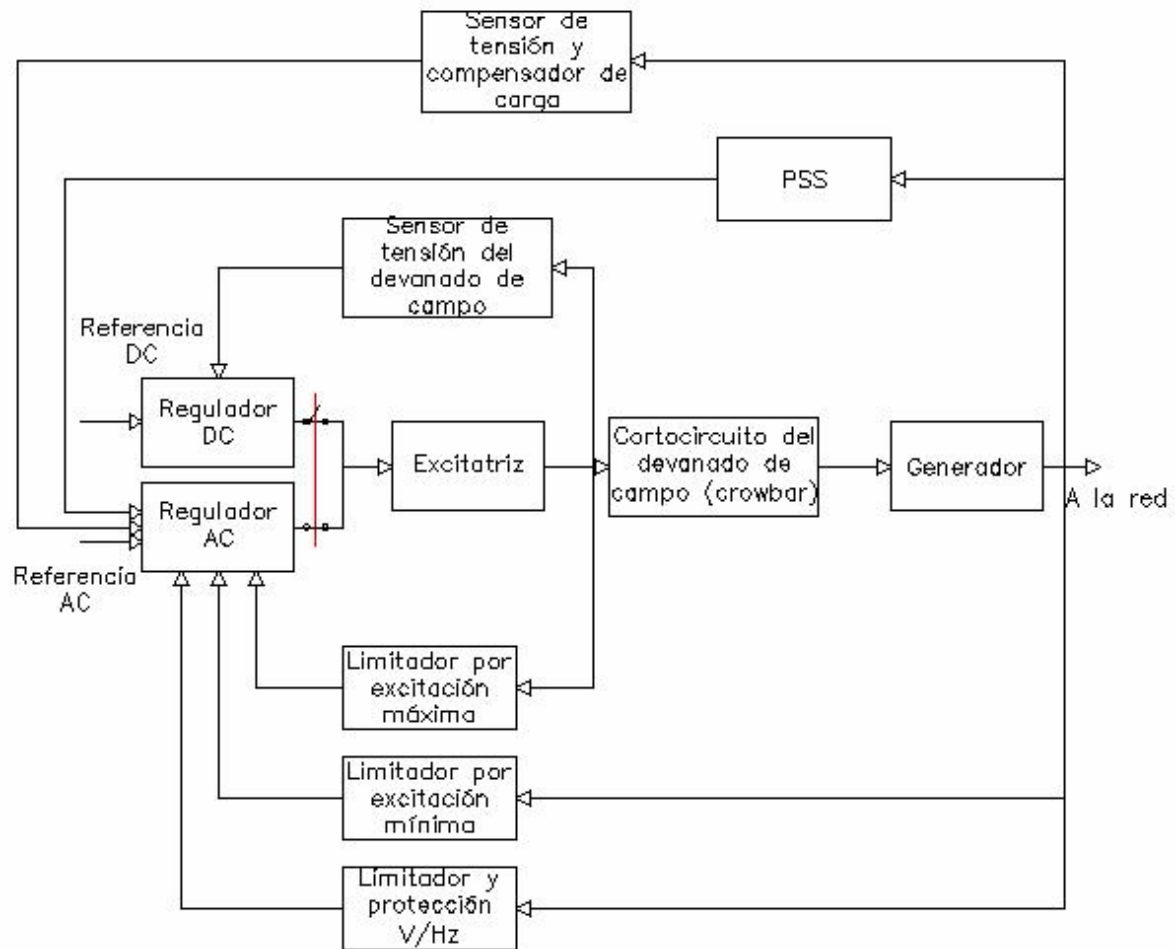 Sensor de
tensión y
compensador de
carga
PSS
Sensor de
tensión del
devanado de
campo
Referencia
DC
Regulador
DC
Excitatriz
Cortocircuito del
devanado de
campo (crowbar)
Generador
A la red
Regulador
AC
Referencia
AC
Limitador por
excitación
máxima
Limitador por
excitación
mínima
Limitador y
protección
V/Hz